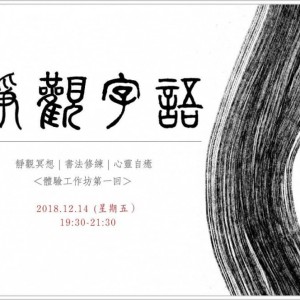 靜觀字語
靜觀冥想 | 書法修練 | 心靈自癒
＜體驗工作坊第一回＞
2018.12.14 (星期五)
19:30-21:30